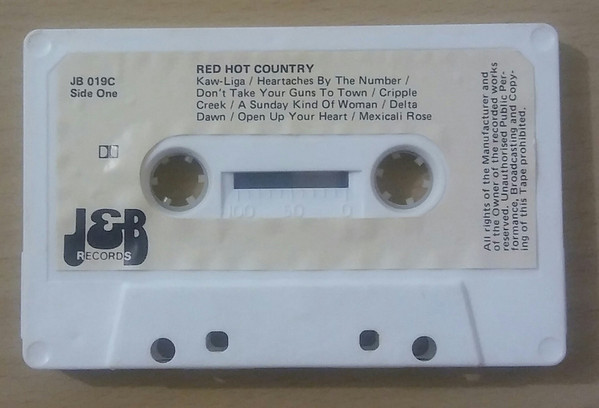 JB 019C
Side One
RED HOT COUNTRY
Kaw-Liga / Heartaches By The Number /
Don't Take Your Guns To Town / Cripple
Creek / A Sunday Kind Of Woman / Delta
Dawn / Open Up Your Heart / Mexicali Rose
J&B
RECORDS
100 50 0
All rights of the Manufacturer and
of the Owner of the recorded works
reserved. Unauthorised Public Per-
formance, Broadcasting and Copy-
ing of this Tape prohibited.